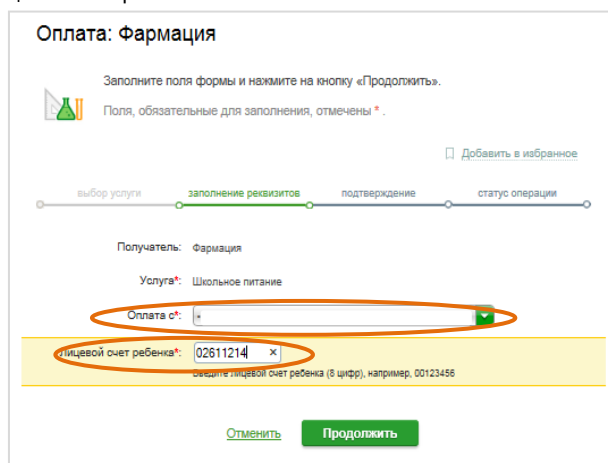 Оплата: Фармация
Заполните поля формы и нажмите на кнопку «Продолжить».
Поля, обязательные для заполнения, отмечены * .
Добавить в избранное
выбор услуги заполнение реквизитов подтверждение статус операции
Получатель: Фармация
Услуга*: Школьное питание
Оплата с*:
Лицевой счет ребенка*: 02611214 ×
Введите лицевой счет ребенка (8 цифр), например, 00123456
Отменить Продолжить